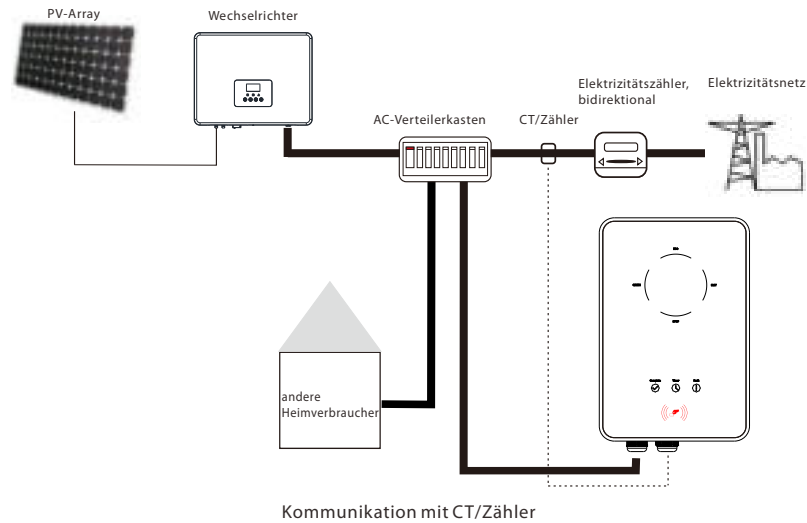 PV-Array
Wechselrichter
AC-Verteilerkasten
CT/Zähler
Elektrizitätszähler,
bidirektional
Elektrizitätsnetz
andere
Heimverbraucher
Kommunikation mit CT/Zähler